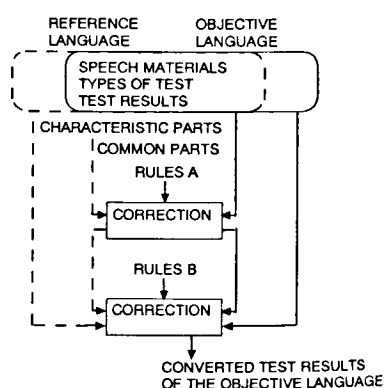 REFERENCE OBJECTIVE
LANGUAGE LANGUAGE
SPEECH MATERIALS
TYPES OF TEST
TEST RESULTS
CHARACTERISTIC PARTS
COMMON PARTS
RULES A
CORRECTION
RULES B
CORRECTION
CONVERTED TEST RESULTS
OF THE OBJECTIVE LANGUAGE